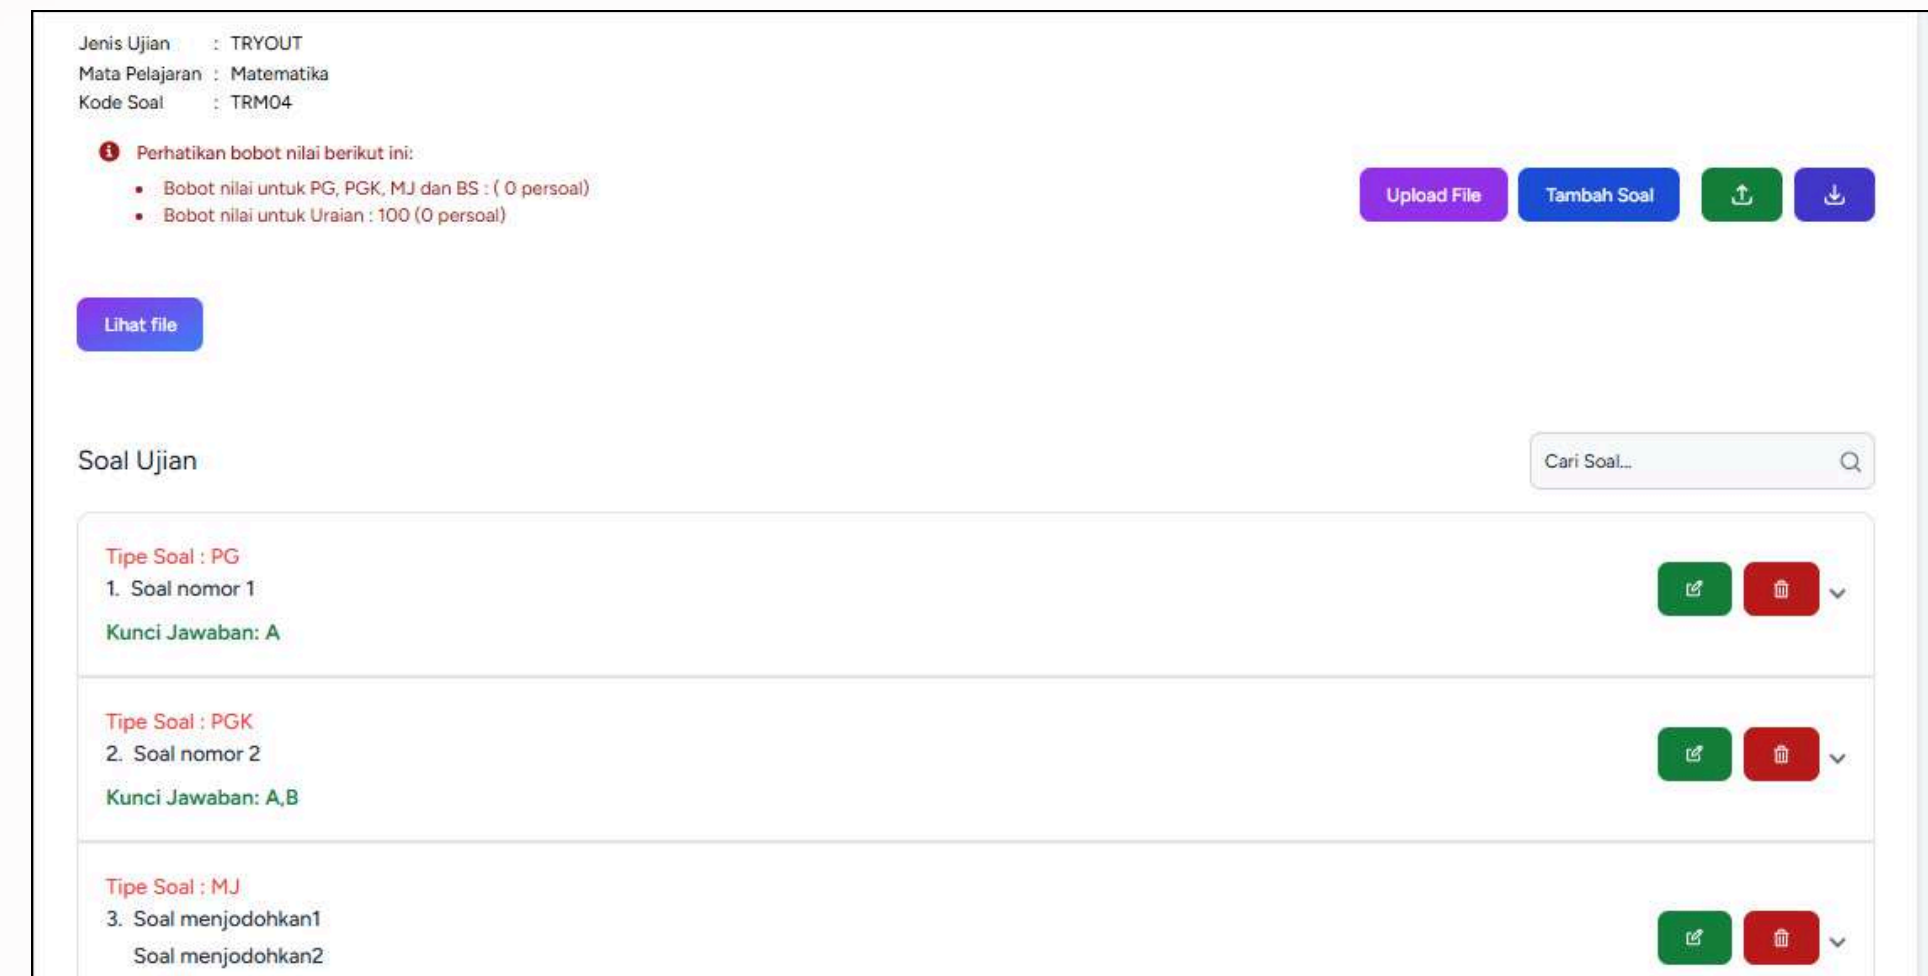 Jenis Ujian : TRYOUT
Mata Pelajaran : Matematika
Kode Soal : TRM04
Perhatikan bobot nilai berikut ini:
• Bobot nilai untuk PG, PGK, MJ dan BS : ( 0 persoal)
• Bobot nilai untuk Uraian : 100 (0 persoal)
Upload File Tambah Soal
Lihat file
Soal Ujian Cari Soal...
Tipe Soal : PG
1. Soal nomor 1
Kunci Jawaban: A
Tipe Soal : PGK
2. Soal nomor 2
Kunci Jawaban: A,B
Tipe Soal : MJ
3. Soal menjodohkan1
Soal menjodohkan2